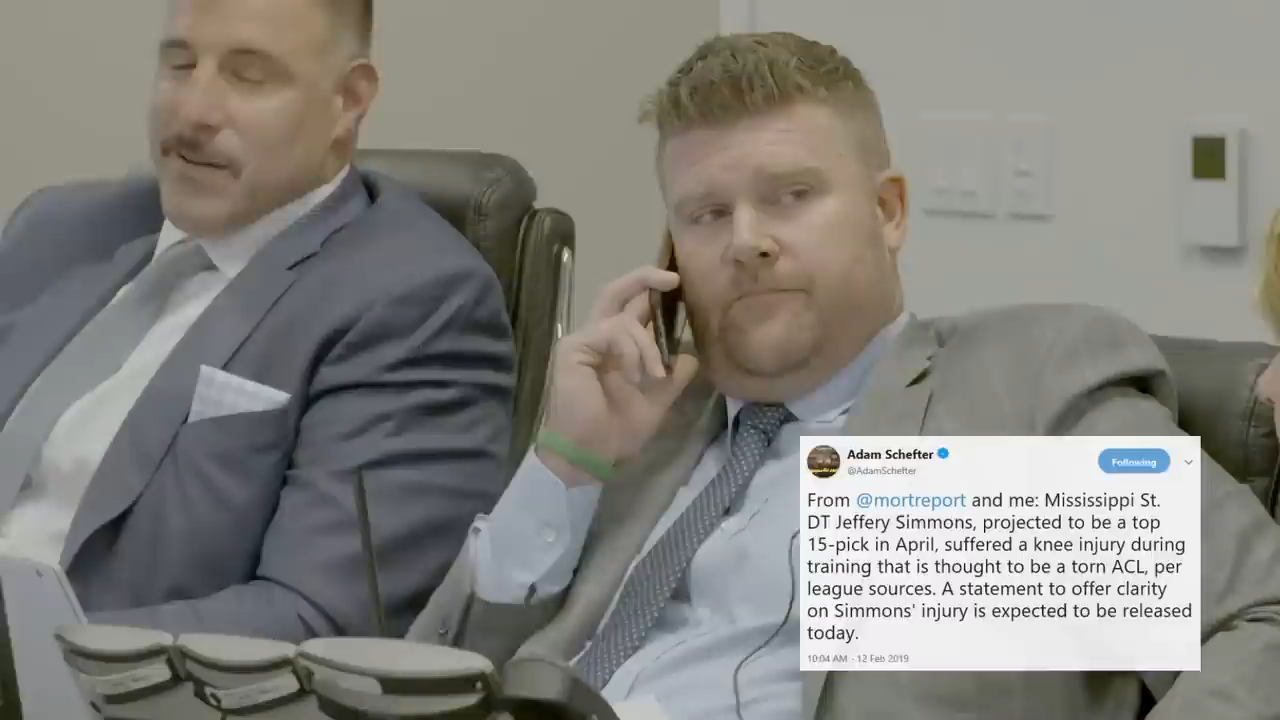 Adam Schefter
@AdamSchefter
Following
From @mortreport and me: Mississippi St.
DT Jeffery Simmons, projected to be a top
15-pick in April, suffered a knee injury during
training that is thought to be a torn ACL, per
league sources. A statement to offer clarity
on Simmons' injury is expected to be released
today.
10:04 AM - 12 Feb 2019